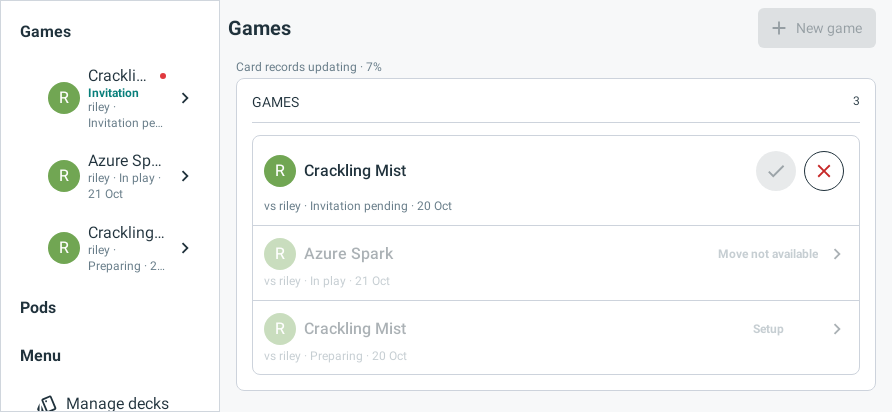 Games
Crackli...
R
Invitation
riley ·
Invitation pe...
Azure Sp...
R
riley · In play ·
21 Oct
Crackling...
R
riley ·
Preparing · 2...
Pods
Menu
Manage decks
Games
New game
Card records updating · 7%
GAMES
3
R Crackling Mist
vs riley · Invitation pending · 20 Oct
R Azure Spark
Move not available
vs riley · In play · 21 Oct
R Crackling Mist
Setup
vs riley · Preparing · 20 Oct